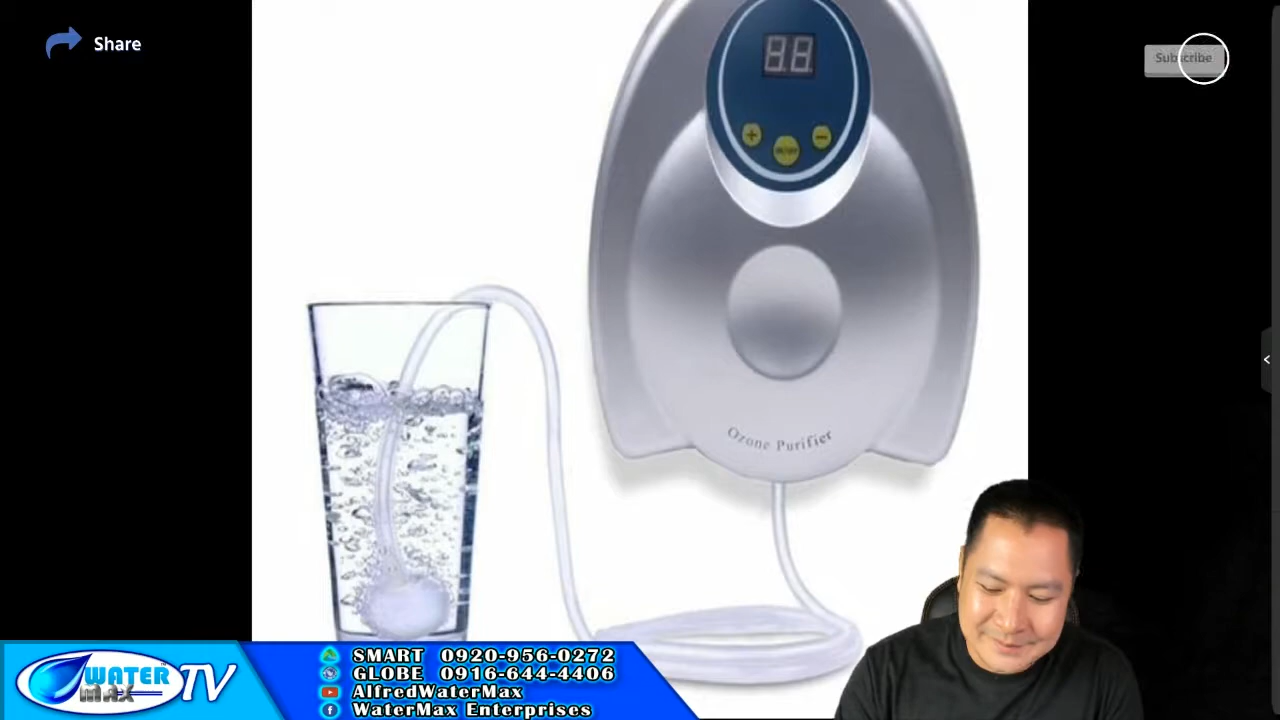 Share
Subscribe
88
+
-
Ozone Purifier
WATER
MAX
TV
SMART 0920-956-0272
GLOBE 0916-644-4406
AlfredWaterMax
WaterMax Enterprises